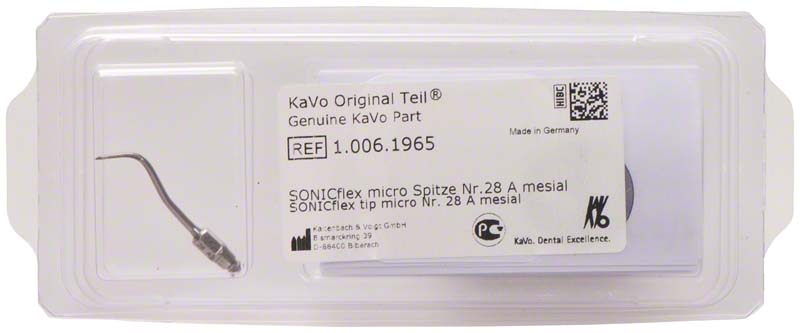 KaVo Original Teil®
Genuine KaVo Part
HIBC
Made in Germany
REF 1.006.1965
SONICflex micro Spitze Nr.28 A mesial
SONICflex tip micro Nr. 28 A mesial
Kaltenbach & Voigt GmbH
Bismarckring 39
D-88400 Biberach
KaVo
KaVo. Dental Excellence.